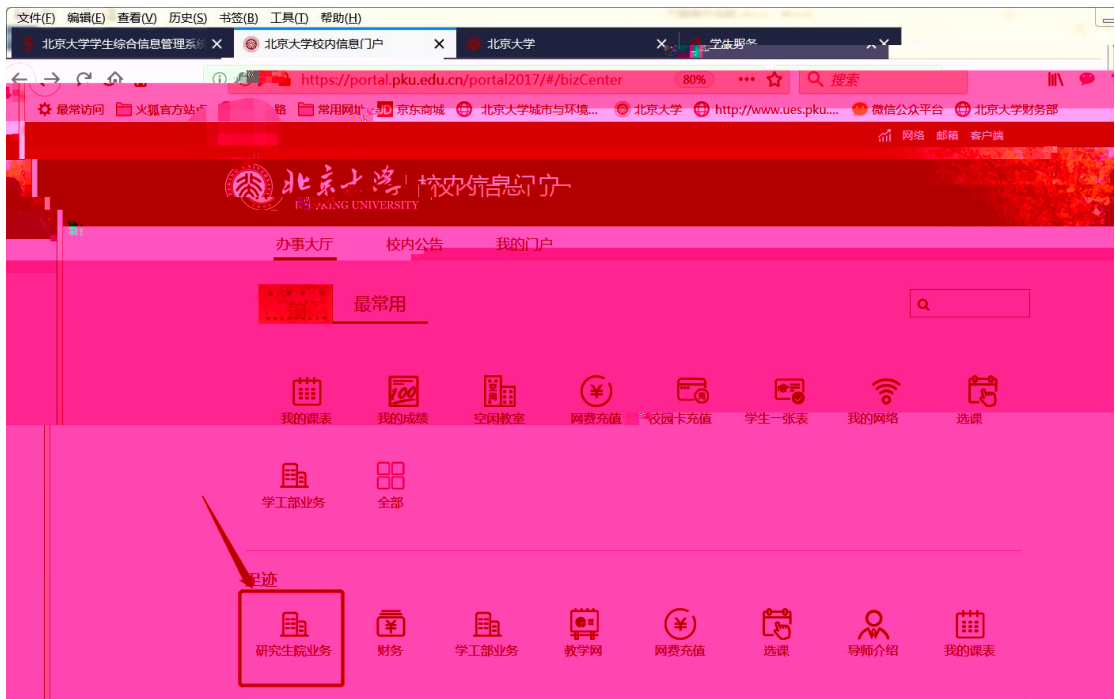 文件(F) 编辑(E) 查看(V) 历史(S) 书签(B) 工具(T) 帮助(H)
北京大学学生综合信息管理系统 北京大学校内信息门户 北京大学
https://portal.pku.edu.cn/portal2017/#/bizCenter 80% 搜索
最常访问 火狐官方站点 路 常用网址 JD 京东商城 北京大学城市与环境... 北京大学 http://www.ues.pku.... 微信公众平台 北京大学财务部
网络 邮箱 客户端
北京大学 校内信息门户
UNIVERSITY
办事大厅 校内公告 我的门户
最常用
我的课表 我的成绩 空闲教室 网费充值 校园卡充值 学生一张表 我的网络 选课
学工部业务 全部
足迹
研究生院业务 财务 学工部业务 教学网 网费充值 选课 导师介绍 我的课表